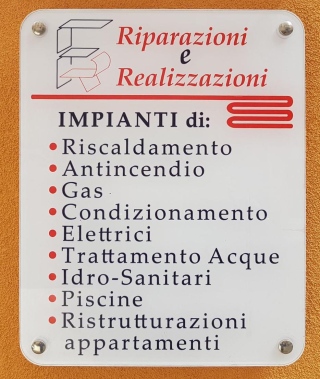 Riparazioni
e
Realizzazioni
IMPIANTI di:
•Riscaldamento
•Antincendio
•Gas
•Condizionamento
•Elettrici
•Trattamento Acque
•Idro-Sanitari
•Piscine
•Ristrutturazioni
appartamenti